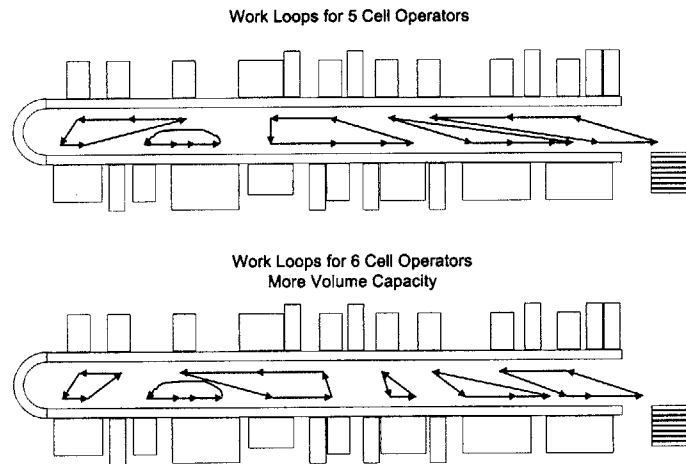 Work Loops for 5 Cell Operators
Work Loops for 6 Cell Operators
More Volume Capacity